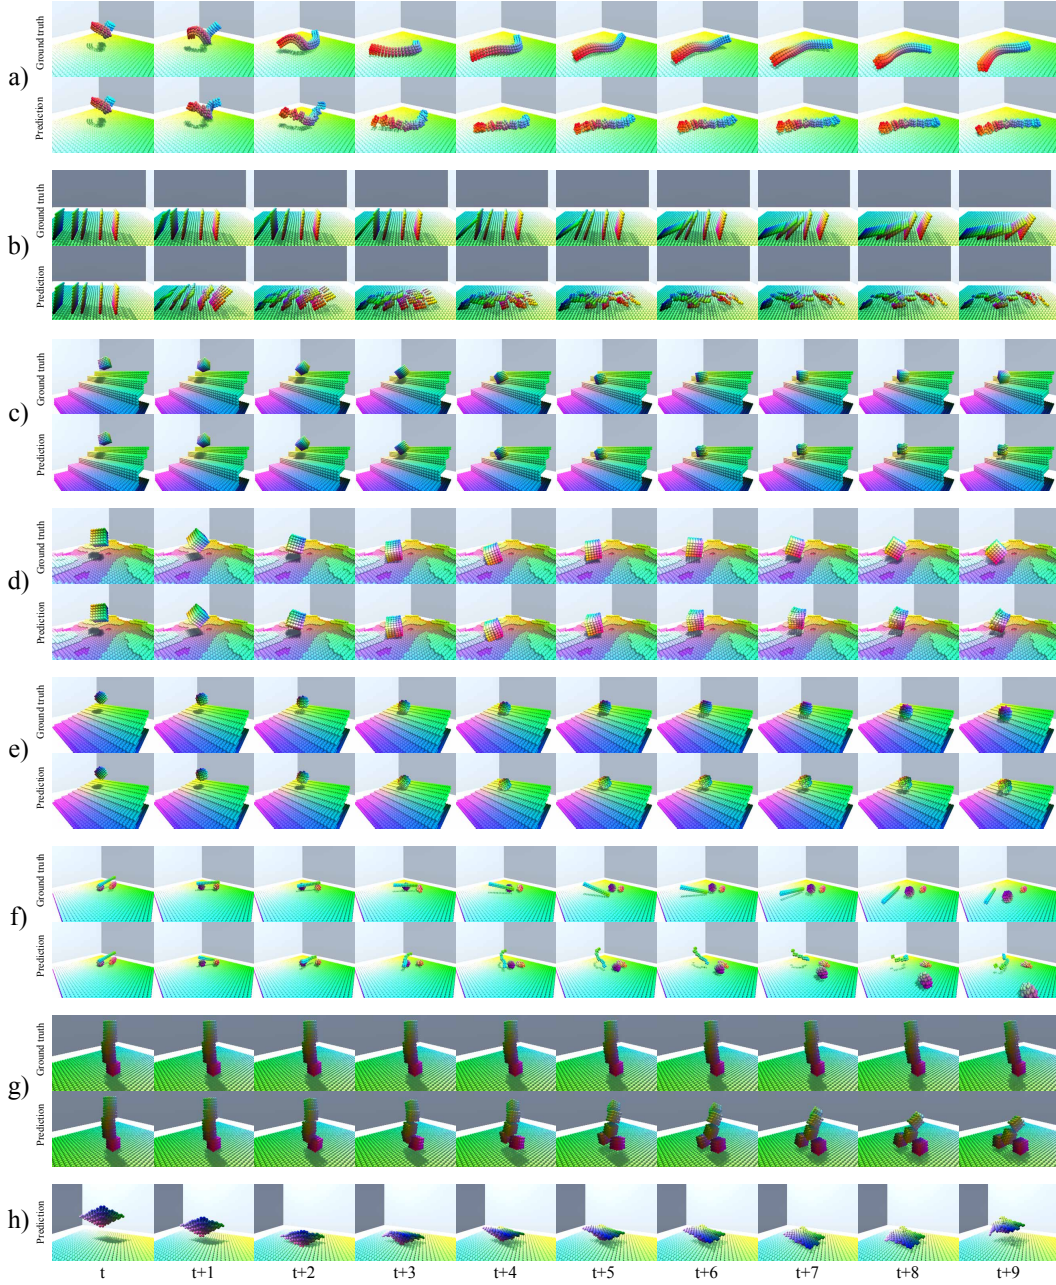 a)
Ground truth
Prediction
b)
Ground truth
Prediction
c)
Ground truth
Prediction
d)
Ground truth
Prediction
e)
Ground truth
Prediction
f)
Ground truth
Prediction
g)
Ground truth
Prediction
h)
Prediction
t t+1 t+2 t+3 t+4 t+5 t+6 t+7 t+8 t+9